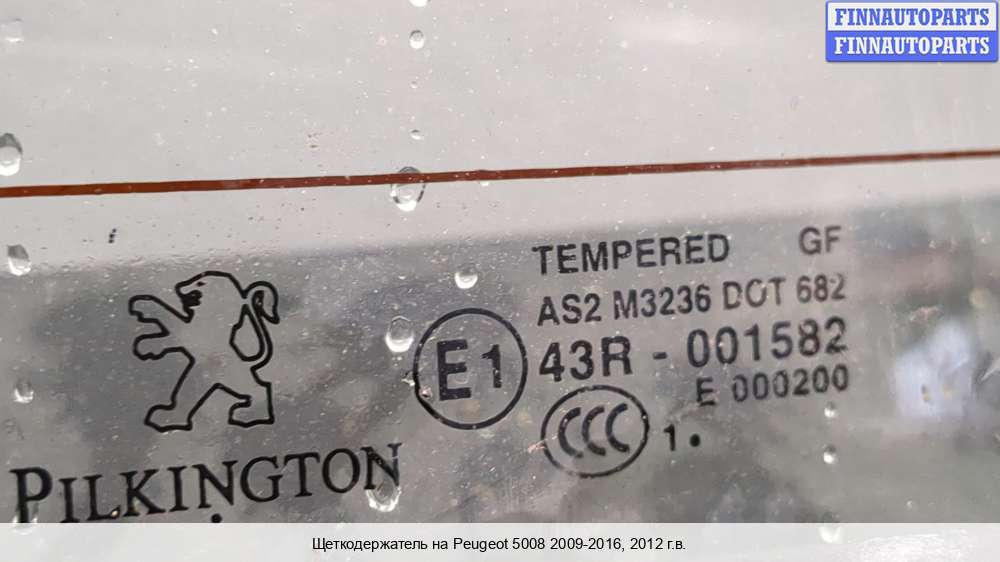 FINNAUTOPARTS
FINNAUTOPARTS
TEMPERED GF
AS2 M3236 DOT 682
E1 43R - 001582
E 000200
CCC 1.
PILKINGTON
Щеткодержатель на Peugeot 5008 2009-2016, 2012 г.в.